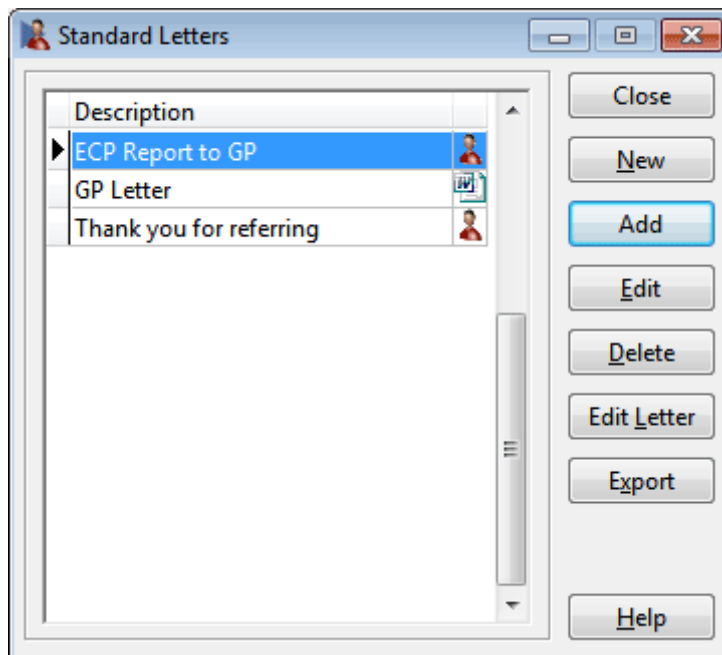 Standard Letters
Description
ECP Report to GP
GP Letter
Thank you for referring
Close
New
Add
Edit
Delete
Edit Letter
Export
Help